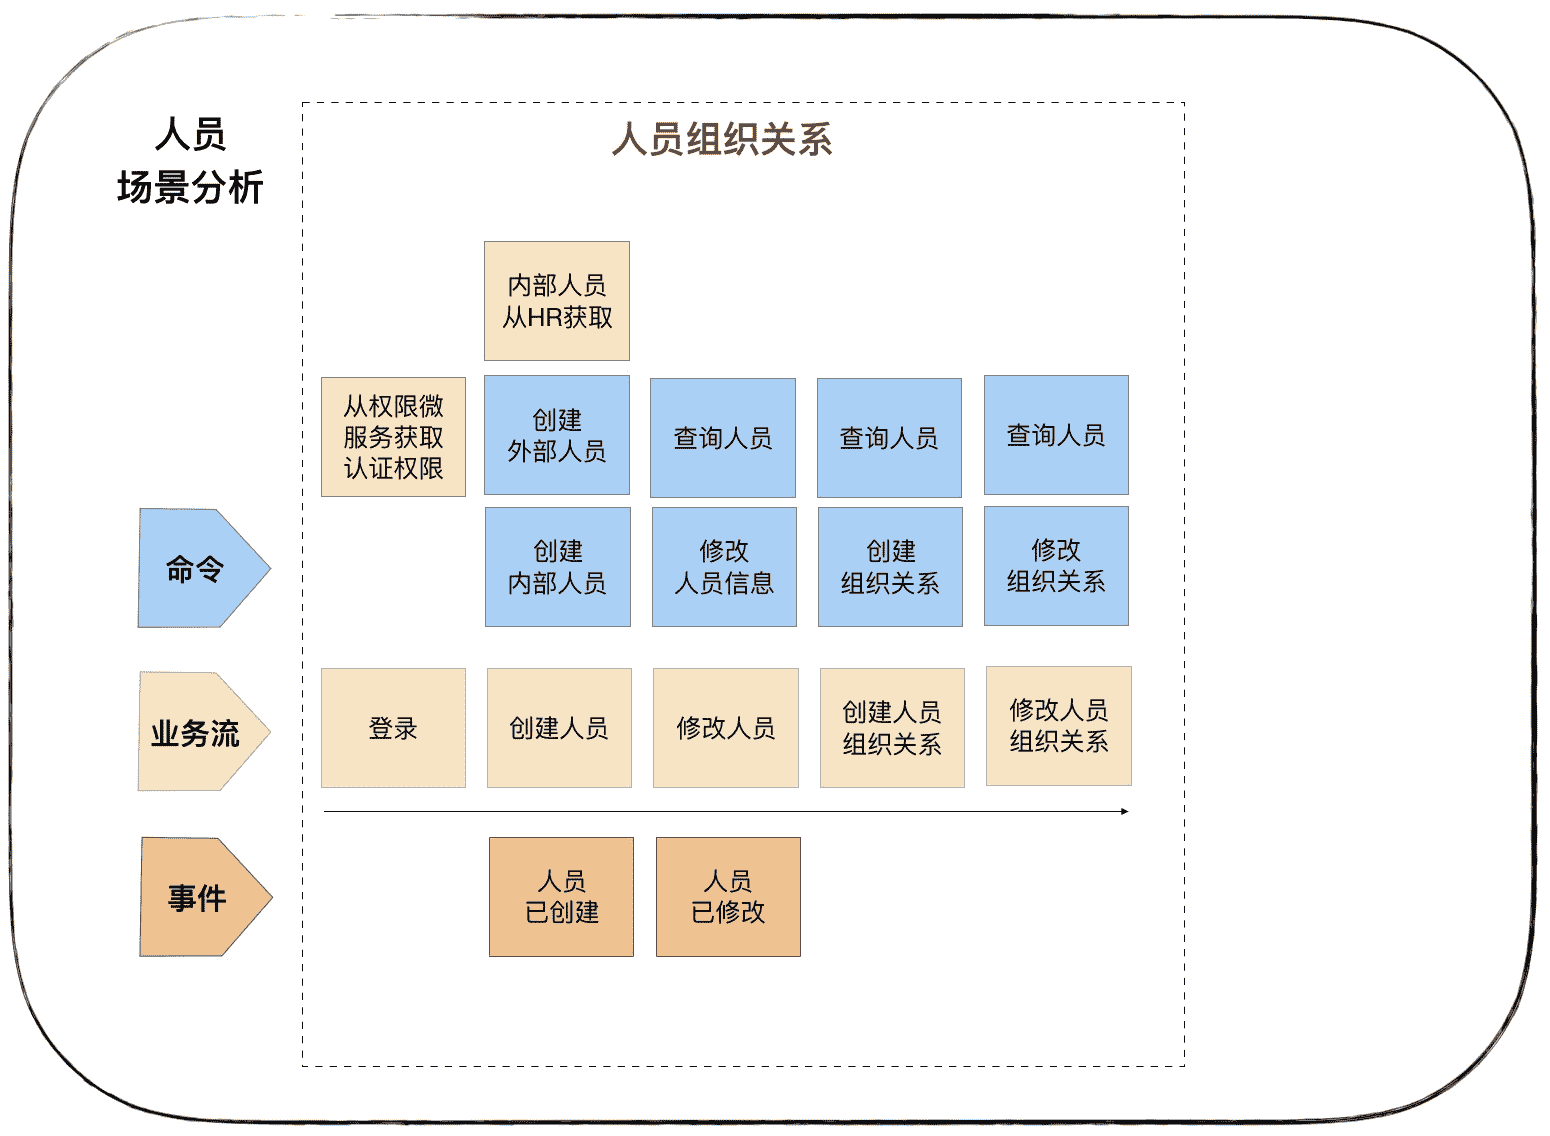 人员
场景分析
人员组织关系
内部人员
从HR获取
从权限微
服务获取
认证权限
创建
外部人员
查询人员
查询人员
查询人员
命令
创建
内部人员
修改
人员信息
创建
组织关系
修改
组织关系
业务流
登录
创建人员
修改人员
创建人员
组织关系
修改人员
组织关系
事件
人员
已创建
人员
已修改